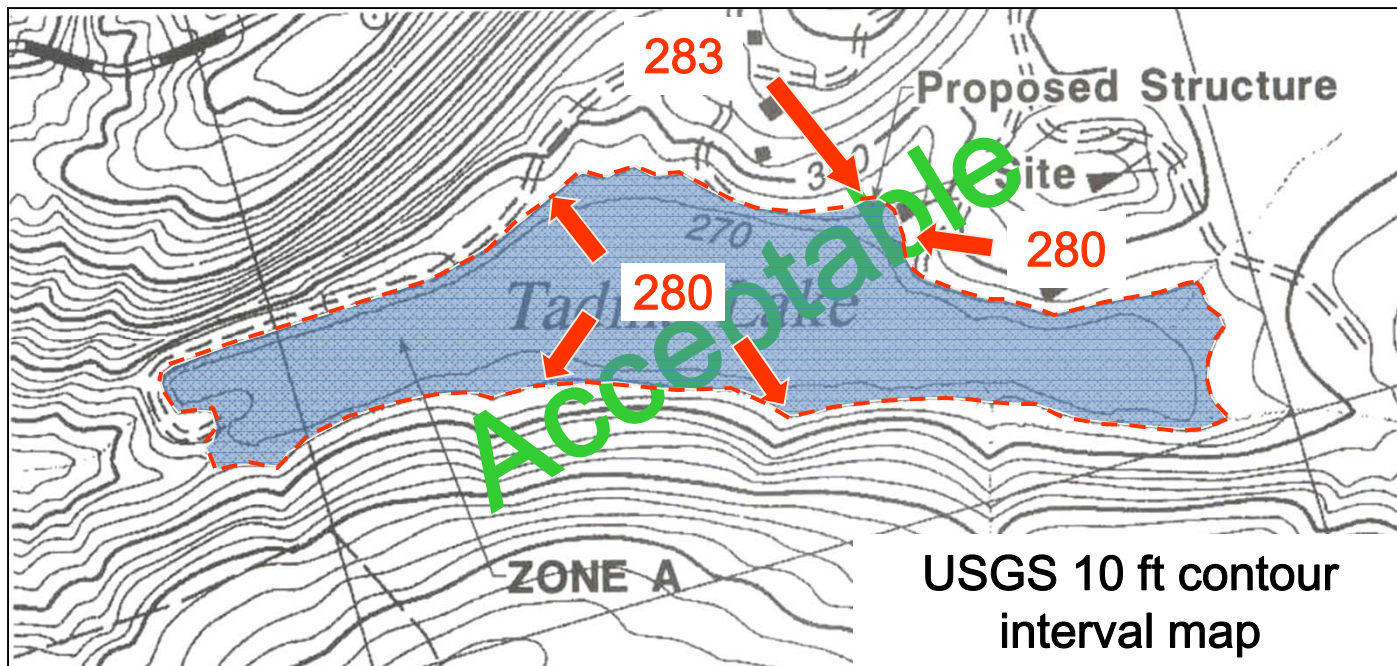 283
Proposed Structure
Site
270
280
280
Acceptable
ZONE A
USGS 10 ft contour
interval map